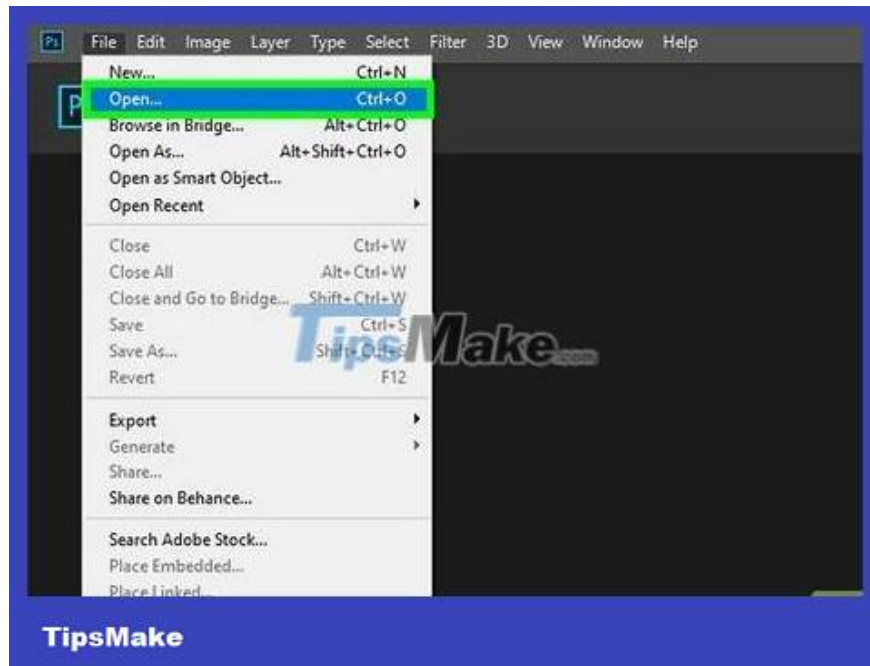 Ps File Edit Image Layer Type Select Filter 3D View Window Help
New... Ctrl+N
Open... Ctrl+O
Browse in Bridge... Alt+Ctrl+O
Open As... Alt+Shift+Ctrl+O
Open as Smart Object...
Open Recent
Close Ctrl+W
Close All Alt+Ctrl+W
Close and Go to Bridge... Shift+Ctrl+W
Save Ctrl+S
Save As... Shift+Ctrl+S
Revert F12
TipsMake.com
Export
Generate
Share...
Share on Behance...
Search Adobe Stock...
Place Embedded...
Place Linked...
TipsMake